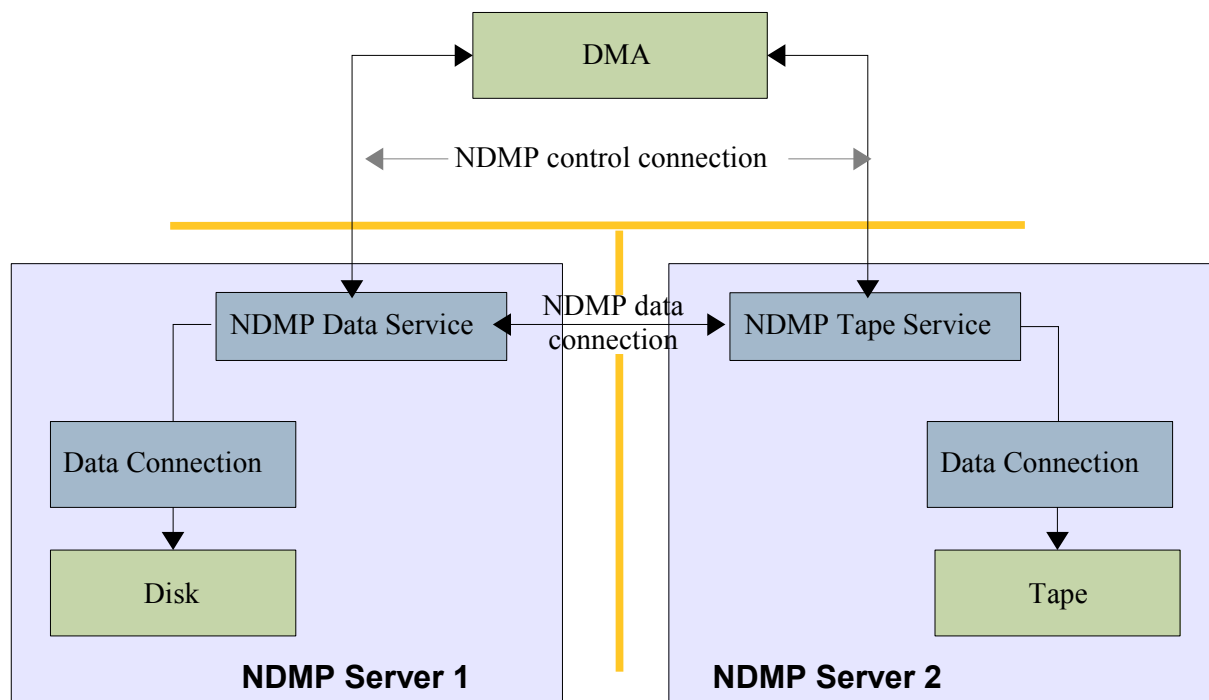 DMA
NDMP control connection
NDMP Data Service
NDMP data
connection
NDMP Tape Service
Data Connection
Data Connection
Disk
Tape
NDMP Server 1
NDMP Server 2